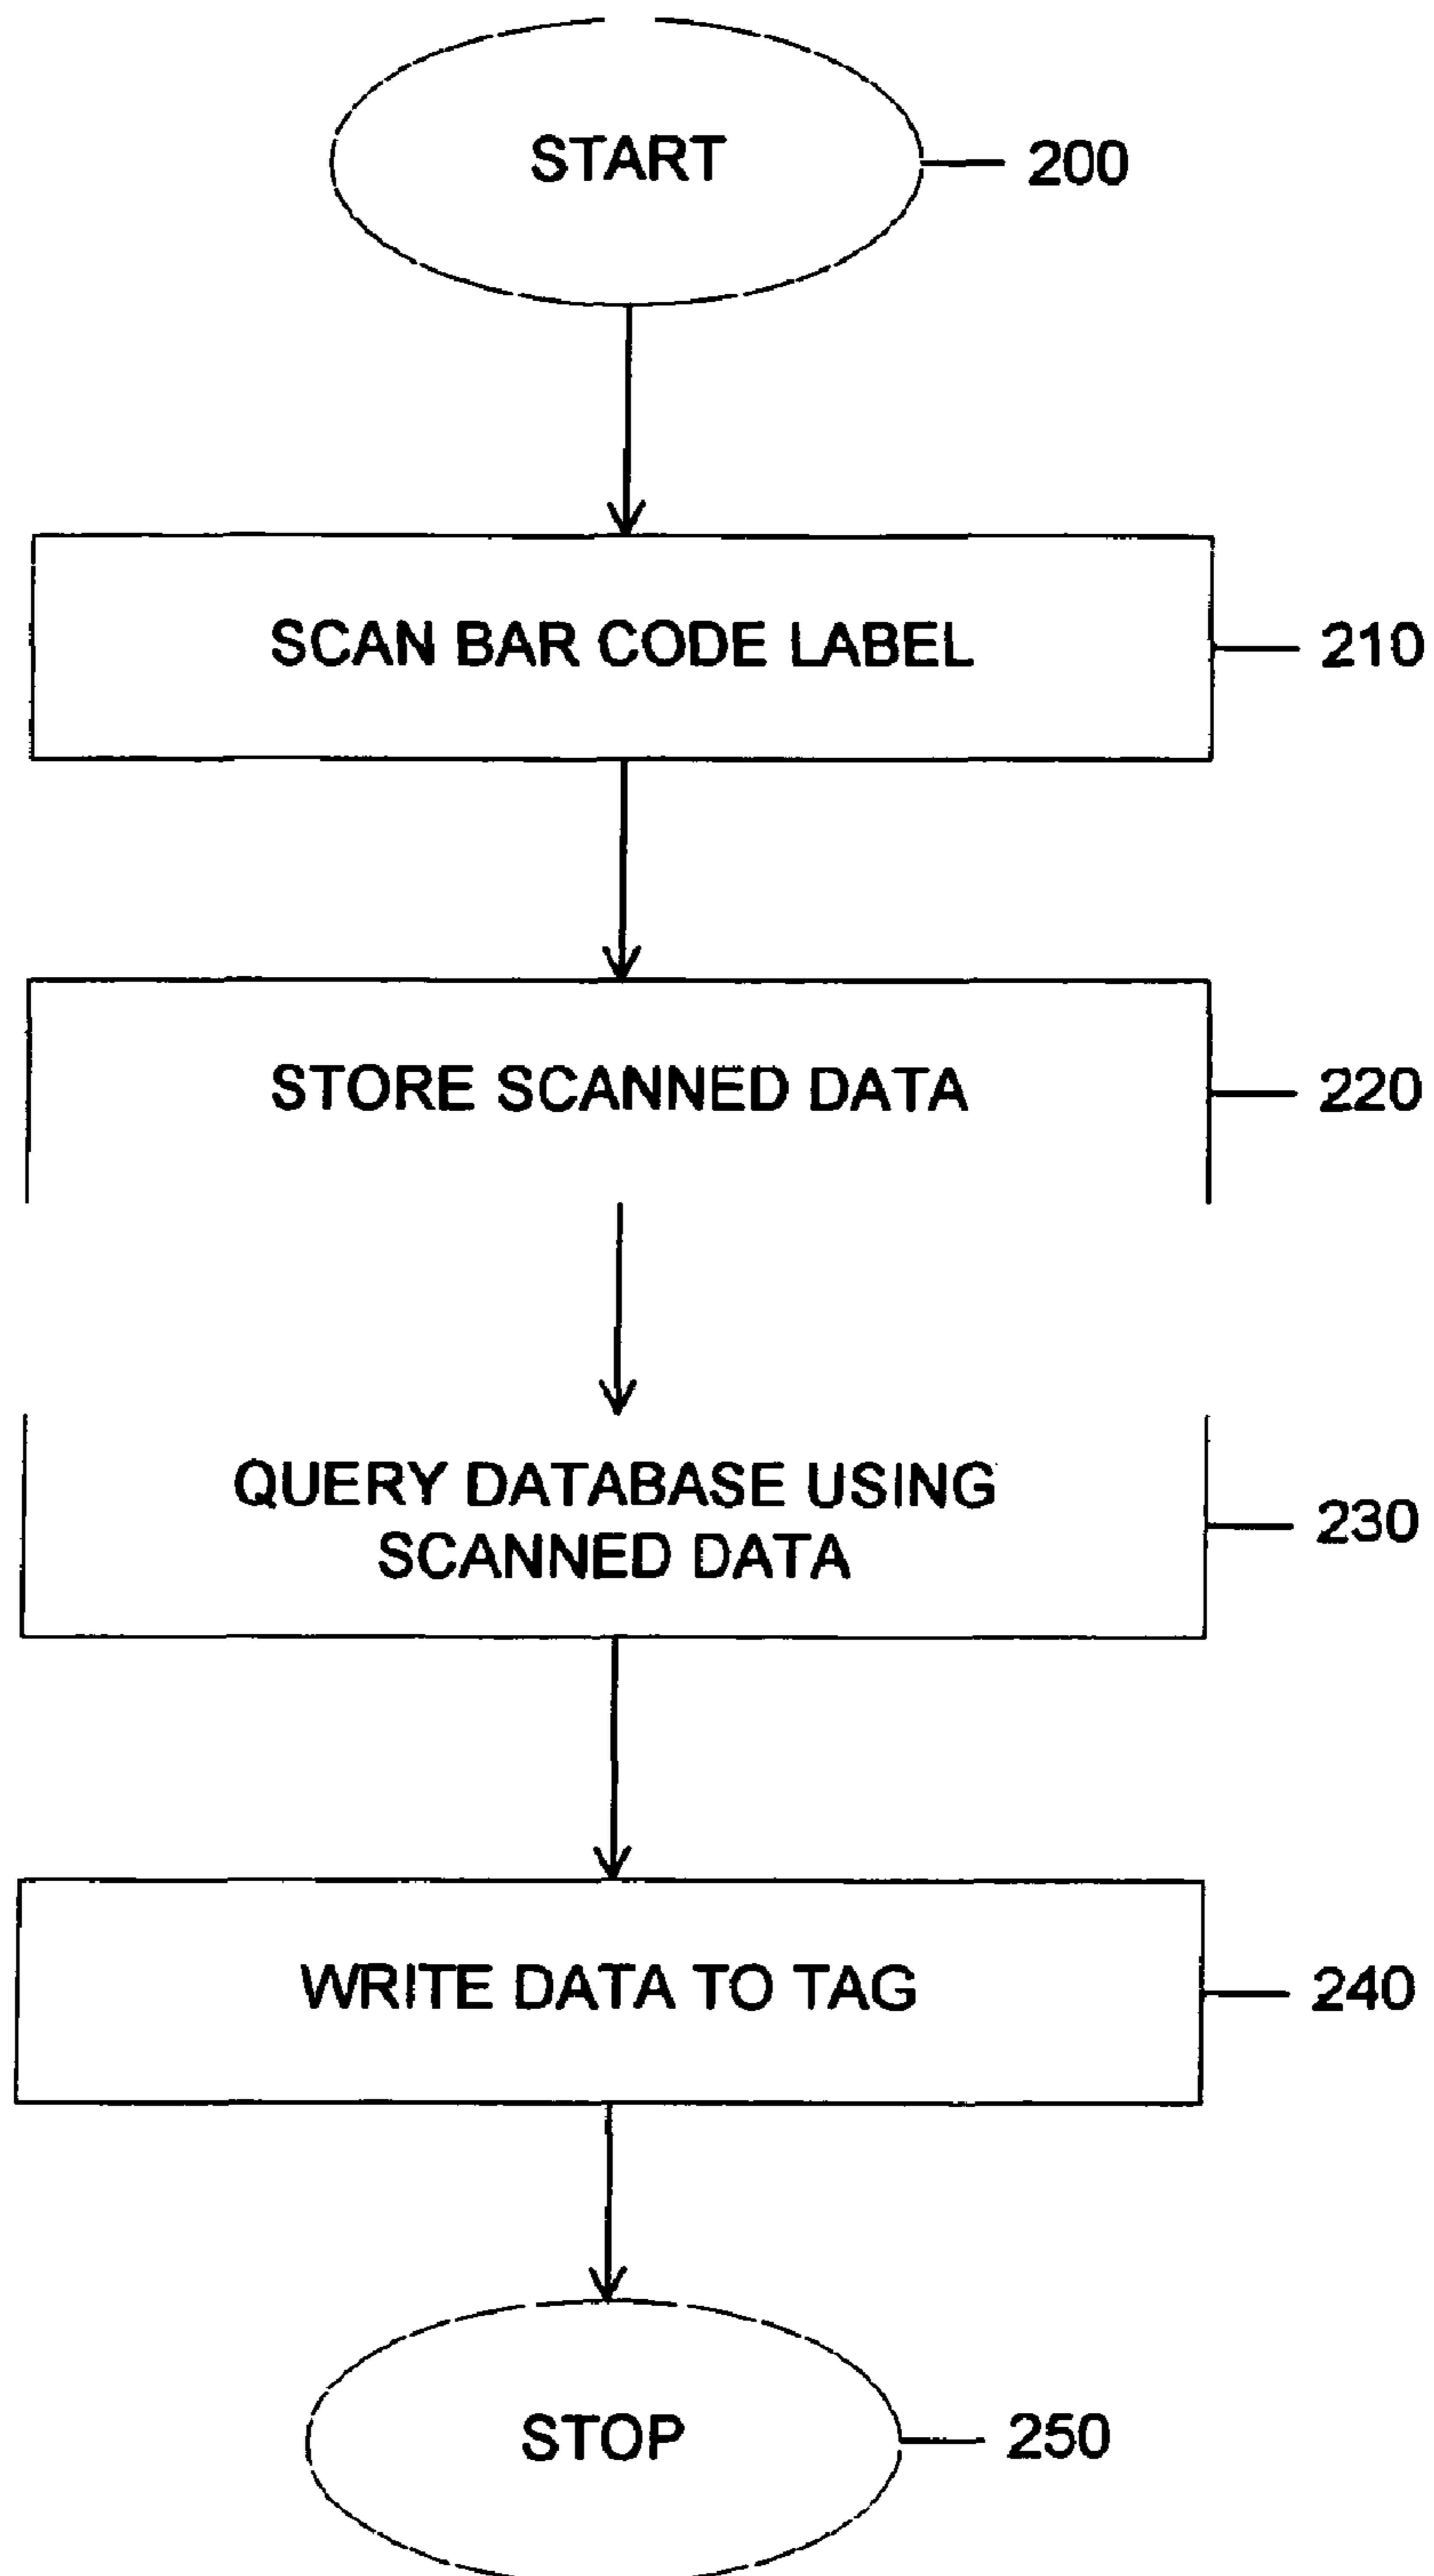 START
200
SCAN BAR CODE LABEL
210
STORE SCANNED DATA
220
QUERY DATABASE USING
SCANNED DATA
230
WRITE DATA TO TAG
240
STOP
250